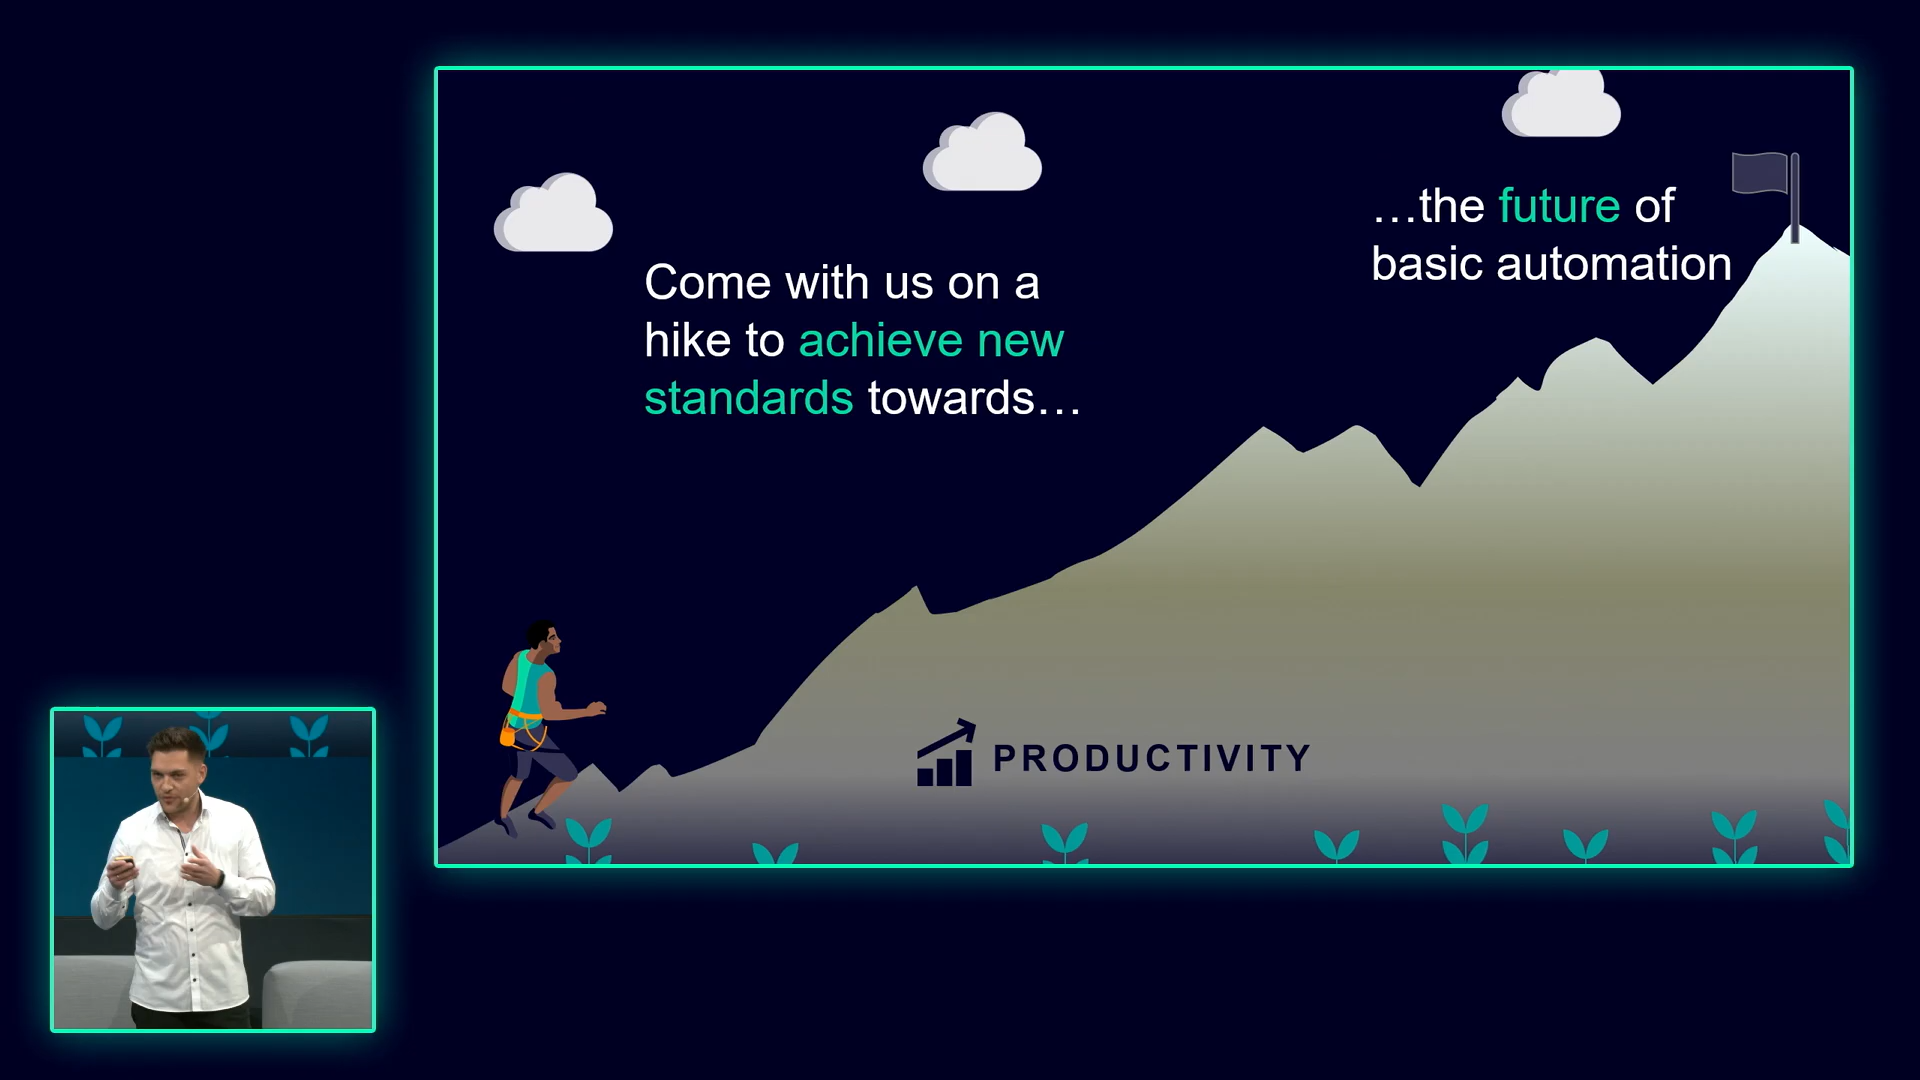 Come with us on a
hike to achieve new
standards towards…
…the future of
basic automation
PRODUCTIVITY